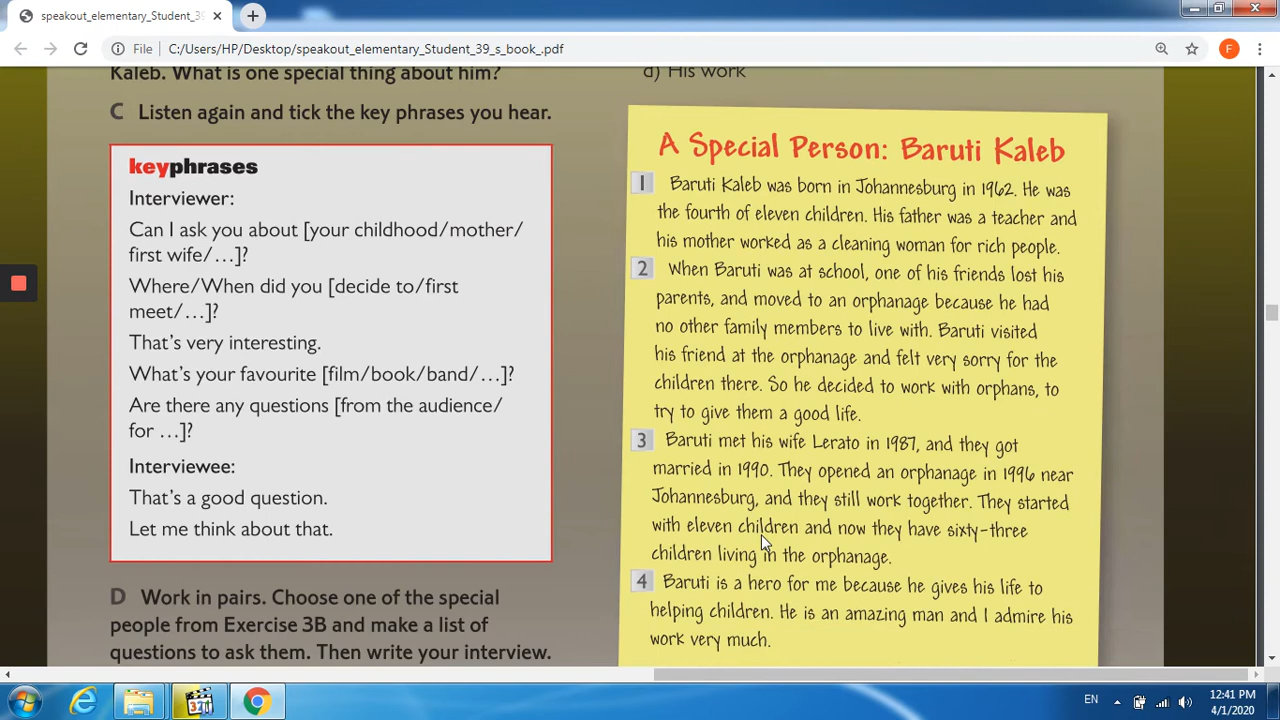 speakout_elementary_Student_39
File
C:/Users/HP/Desktop/speakout_elementary_Student_39_s_book_.pdf
F
Kaleb. What is one special thing about him?
C Listen again and tick the key phrases you hear.
keyphrases
Interviewer:
Can I ask you about [your childhood/mother/
first wife/…]?
Where/When did you [decide to/first
meet/…]?
That's very interesting.
What's your favourite [film/book/band/…]?
Are there any questions [from the audience/
for …]?
Interviewee:
That's a good question.
Let me think about that.
D Work in pairs. Choose one of the special
people from Exercise 3B and make a list of
questions to ask them. Then write your interview.
d) His work
A Special Person: Baruti Kaleb
1 Baruti Kaleb was born in Johannesburg in 1962. He was
the fourth of eleven children. His father was a teacher and
his mother worked as a cleaning woman for rich people.
2 When Baruti was at school, one of his friends lost his
parents, and moved to an orphanage because he had
no other family members to live with. Baruti visited
his friend at the orphanage and felt very sorry for the
children there. So he decided to work with orphans, to
try to give them a good life.
3 Baruti met his wife Lerato in 1987, and they got
married in 1990. They opened an orphanage in 1996 near
Johannesburg, and they still work together. They started
with eleven children and now they have sixty-three
children living in the orphanage.
4 Baruti is a hero for me because he gives his life to
helping children. He is an amazing man and I admire his
work very much.
321
EN
12:41 PM
4/1/2020